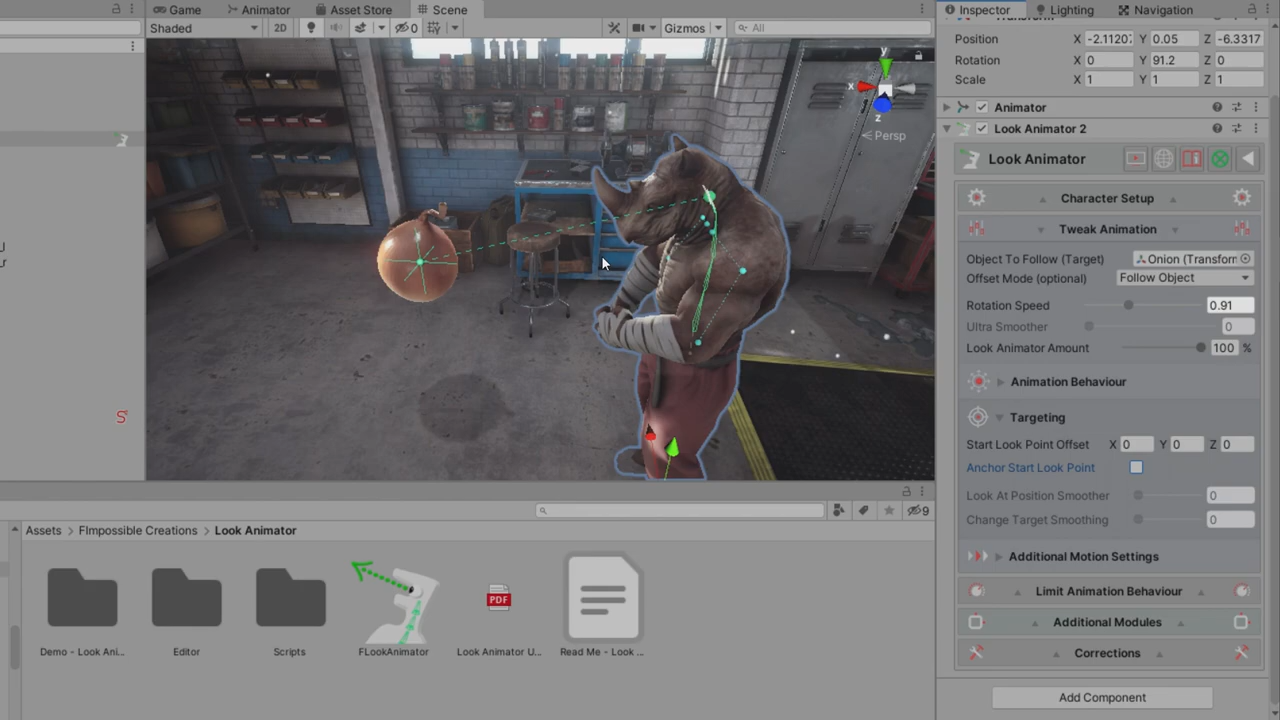 Game
Animator
Asset Store
Scene
Shaded
2D
0
Gizmos
All
y
x
z
Persp
Inspector
Lighting
Navigation
Position X -2.1120 Y 0.05 Z -6.3317
Rotation X 0 Y 91.2 Z 0
Scale X 1 Y 1 Z 1
Animator
Look Animator 2
Look Animator
Character Setup
Tweak Animation
Object To Follow (Target) Onion (Transforr
Offset Mode (optional) Follow Object
Rotation Speed 0.91
Ultra Smoother 0
Look Animator Amount 100 %
Animation Behaviour
Targeting
Start Look Point Offset X 0 Y 0 Z 0
Anchor Start Look Point
Look At Position Smoother 0
Change Target Smoothing 0
Additional Motion Settings
Limit Animation Behaviour
Additional Modules
Corrections
Add Component
9
Assets > FImpossible Creations > Look Animator
Demo - Look Ani...
Editor
Scripts
FLookAnimator
PDF
Look Animator U...
Read Me - Look ...